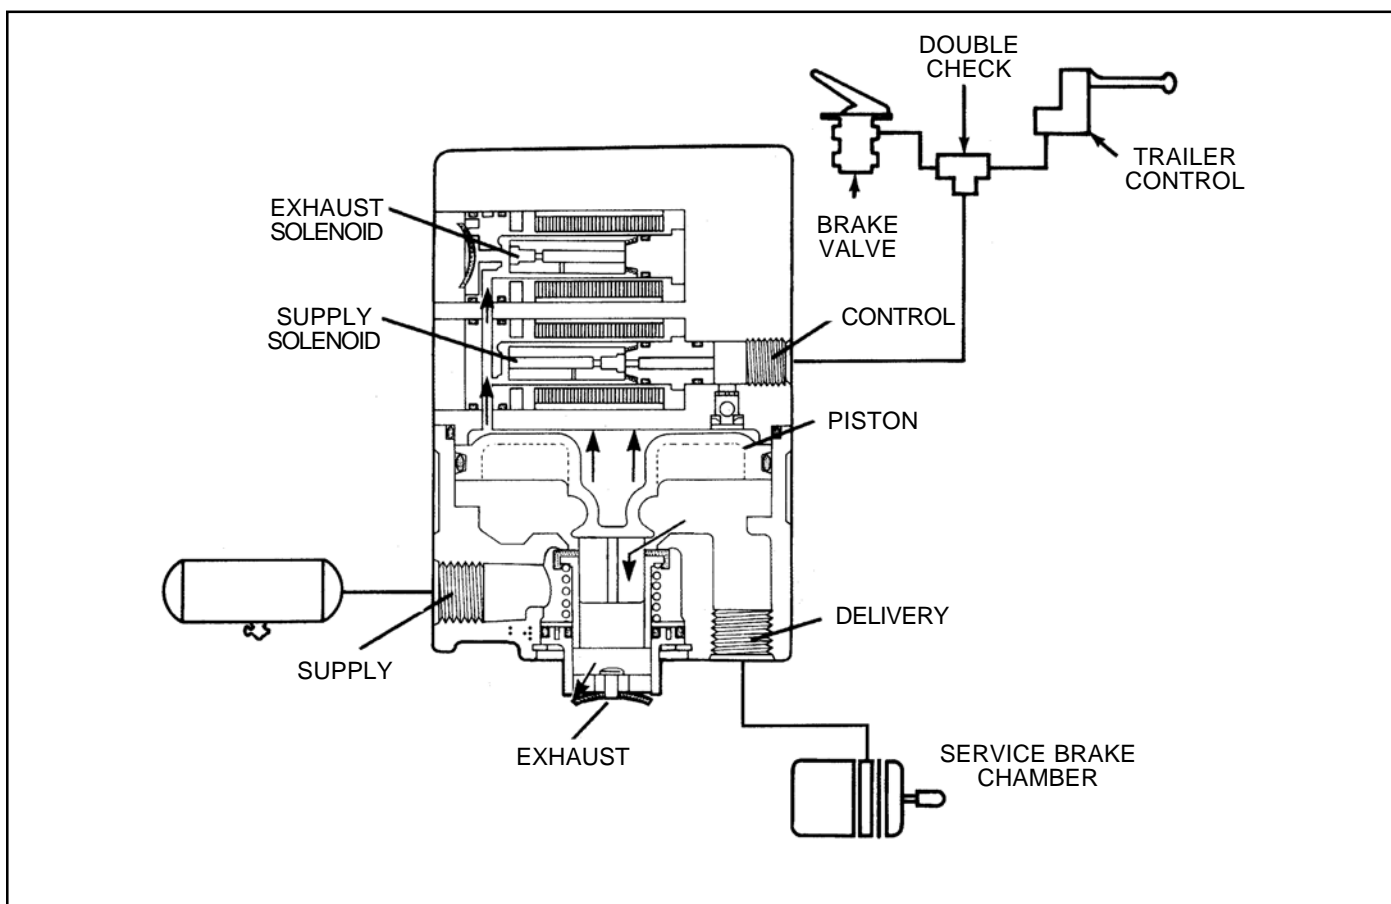 DOUBLE
CHECK
TRAILER
CONTROL
BRAKE
VALVE
EXHAUST
SOLENOID
SUPPLY
SOLENOID
CONTROL
PISTON
DELIVERY
SUPPLY
EXHAUST
SERVICE BRAKE
CHAMBER